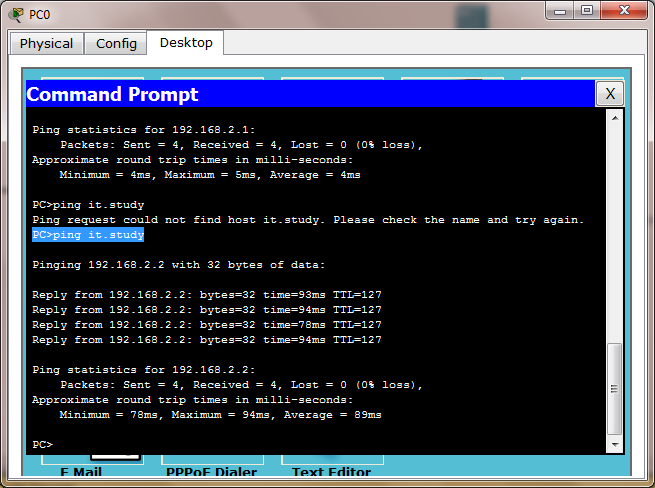 PC0
Physical Config Desktop
Command Prompt X
Ping statistics for 192.168.2.1:
Packets: Sent = 4, Received = 4, Lost = 0 (0% loss),
Approximate round trip times in milli-seconds:
Minimum = 4ms, Maximum = 5ms, Average = 4ms
PC>ping it.study
Ping request could not find host it.study. Please check the name and try again.
PC>ping it.study
Pinging 192.168.2.2 with 32 bytes of data:
Reply from 192.168.2.2: bytes=32 time=93ms TTL=127
Reply from 192.168.2.2: bytes=32 time=94ms TTL=127
Reply from 192.168.2.2: bytes=32 time=78ms TTL=127
Reply from 192.168.2.2: bytes=32 time=94ms TTL=127
Ping statistics for 192.168.2.2:
Packets: Sent = 4, Received = 4, Lost = 0 (0% loss),
Approximate round trip times in milli-seconds:
Minimum = 78ms, Maximum = 94ms, Average = 89ms
PC>
E Mail PPPoE Dialer Text Editor